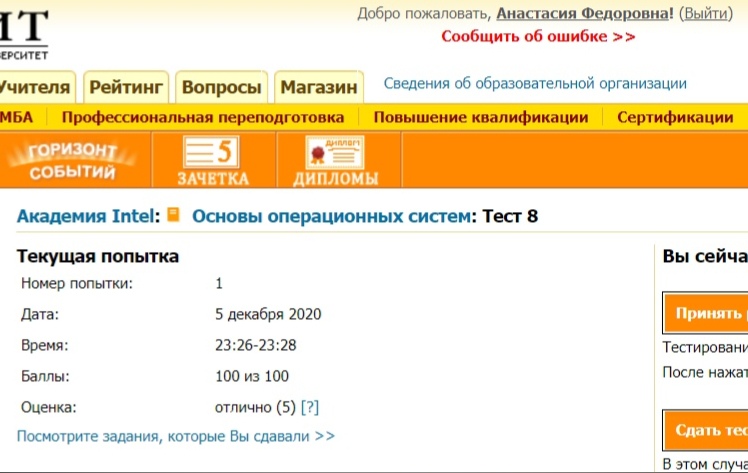 Добро пожаловать, Анастасия Федоровна! (Выйти)
Сообщить об ошибке >>
ИТ
ВЕРСИТЕТ
Учителя Рейтинг Вопросы Магазин Сведения об образовательной организации
МБА Профессиональная переподготовка Повышение квалификации Сертификации
ГОРИЗОНТ СОБЫТИЙ
5 ЗАЧЕТКА
ДИПЛОМ ДИПЛОМЫ
Академия Intel: Основы операционных систем: Тест 8
Текущая попытка
Номер попытки: 1
Дата: 5 декабря 2020
Время: 23:26-23:28
Баллы: 100 из 100
Оценка: отлично (5) [?]
Посмотрите задания, которые Вы сдавали >>
Вы сейча
Принять
Тестировани
После нажат
Сдать тес
В этом случа